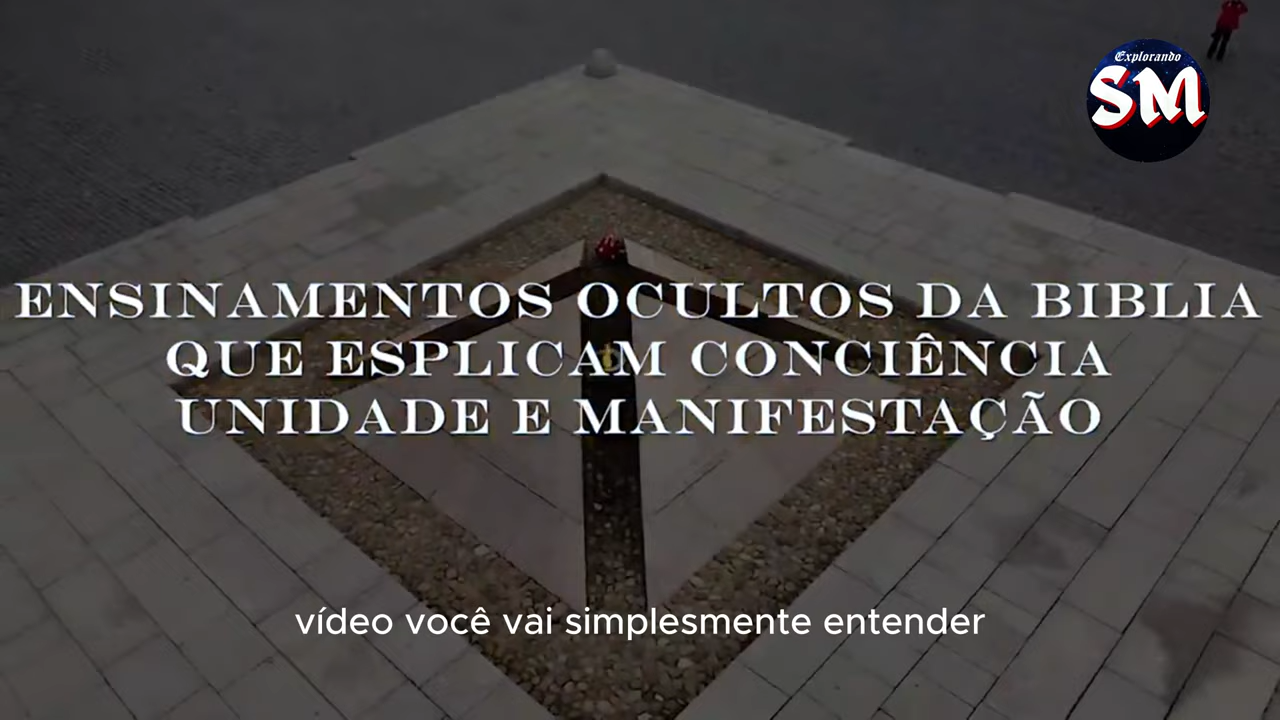 Explorando
SM
ENSINAMENTOS OCULTOS DA BIBLIA
QUE ESPLICAM CONCIÊNCIA
UNIDADE E MANIFESTAÇÃO
vídeo você vai simplesmente entender